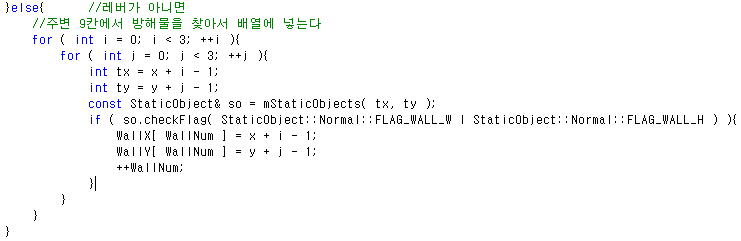 }else{ //레버가 아니면
//주변 9칸에서 방해물을 찾아서 배열에 넣는다
for ( int i = 0; i < 3; ++i ){
for ( int j = 0; j < 3; ++j ){
int tx = x + i - 1;
int ty = y + j - 1;
const StaticObject& so = mStaticObjects( tx, ty );
if ( so.checkFlag( StaticObject::Normal::FLAG_WALL_W | StaticObject::Normal::FLAG_WALL_H ) ){
WallX[ WallNum ] = x + i - 1;
WallY[ WallNum ] = y + j - 1;
++WallNum;
}
}
}
}